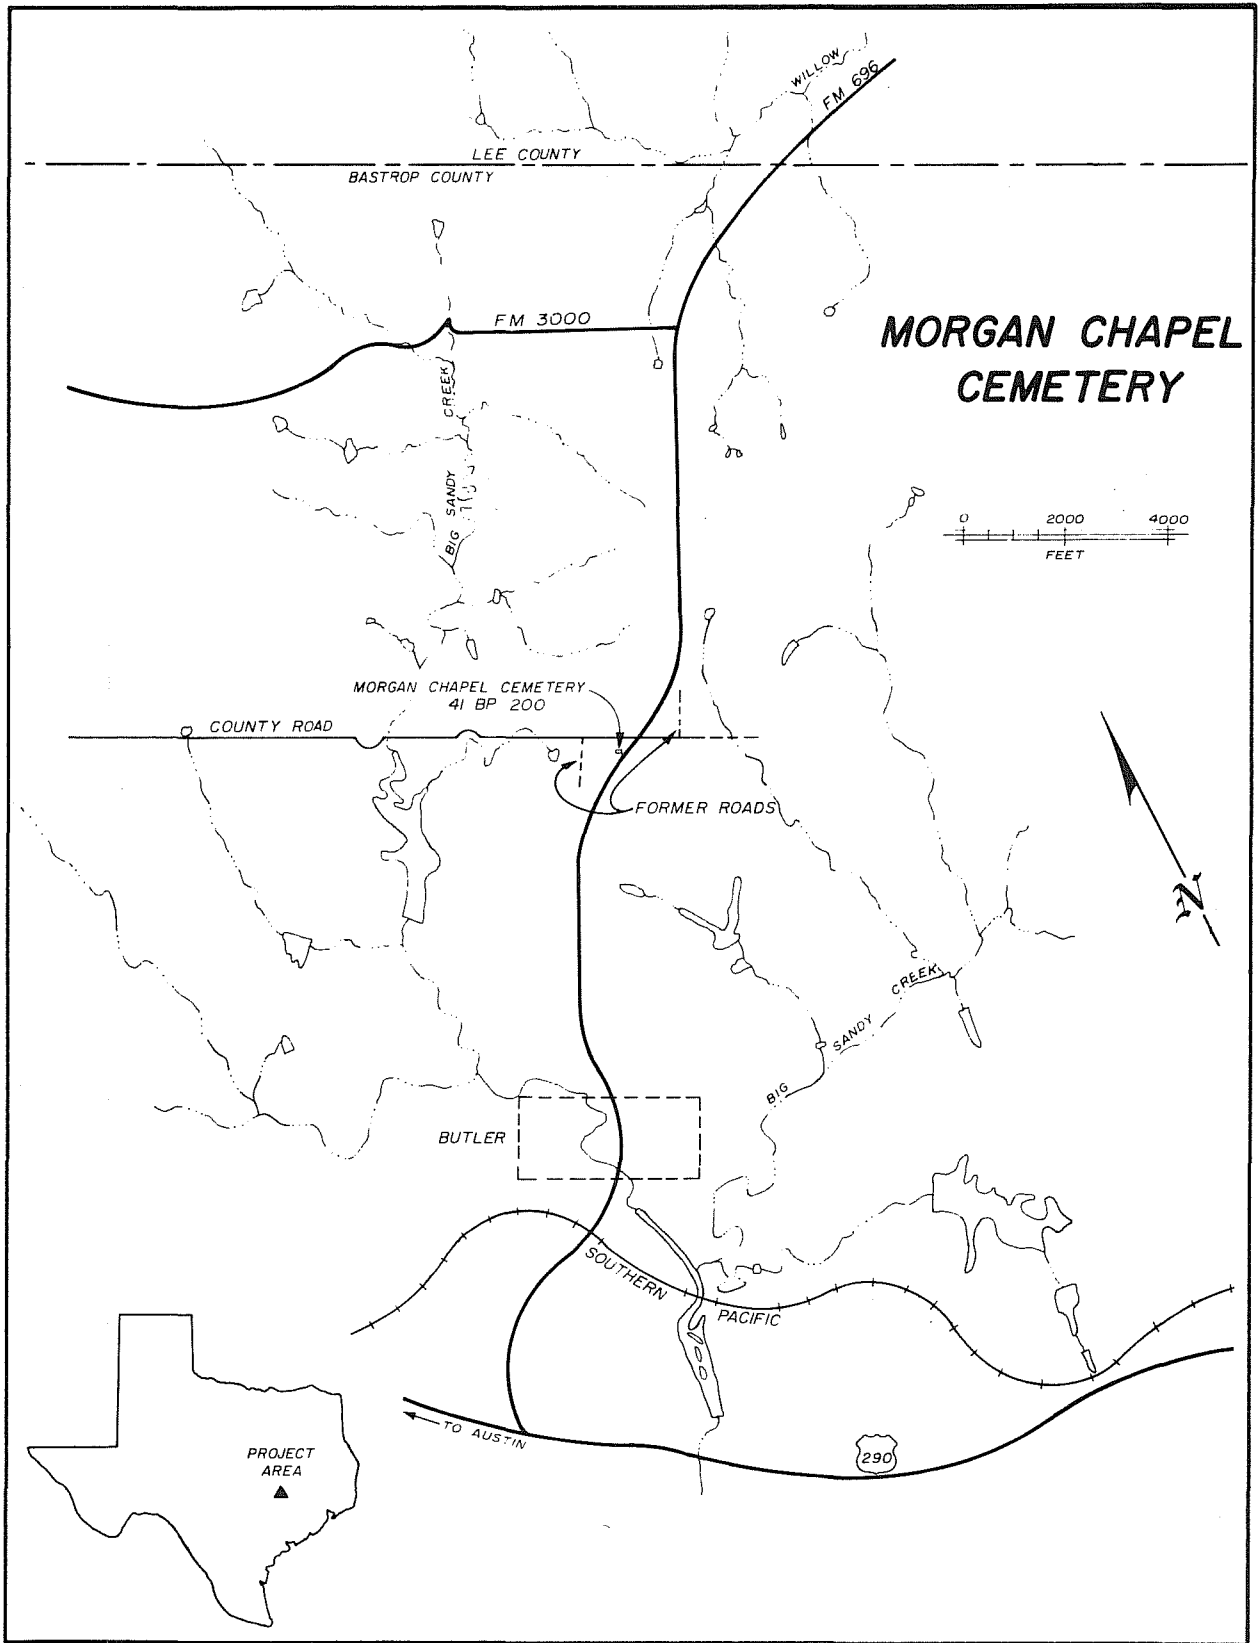 WILLOW
FM 696
LEE COUNTY
BASTROP COUNTY
FM 3000
MORGAN CHAPEL
CEMETERY
BIG SANDY CREEK
0 2000 4000
FEET
MORGAN CHAPEL CEMETERY
41 BP 200
COUNTY ROAD
FORMER ROADS
N
BIG SANDY CREEK
BUTLER
SOUTHERN PACIFIC
TO AUSTIN
290
PROJECT
AREA